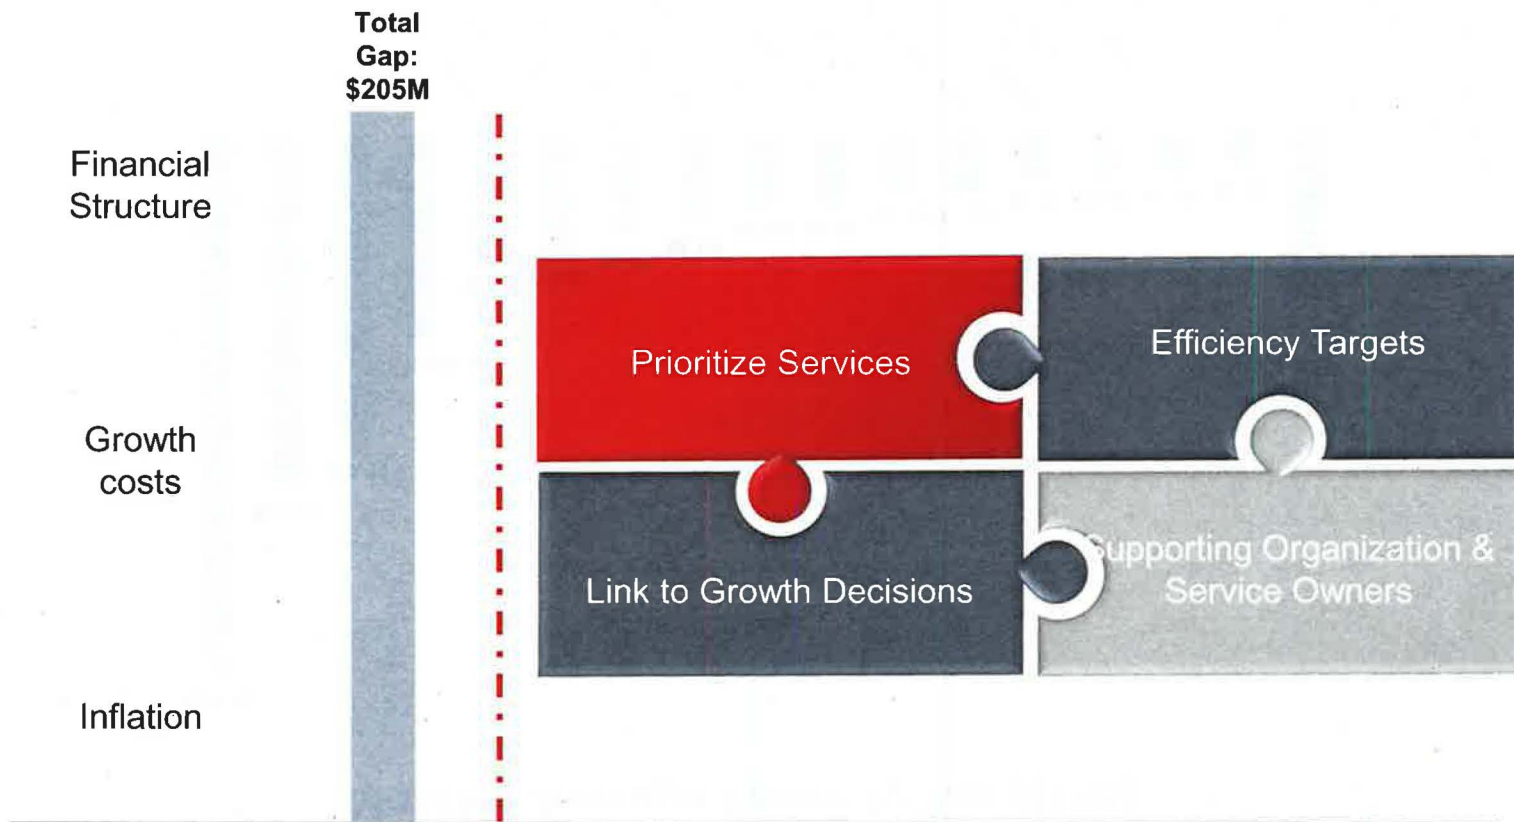 Total
Gap:
$205M
Financial
Structure
Growth
costs
Inflation
Prioritize Services
Efficiency Targets
Link to Growth Decisions
Supporting Organization &
Service Owners